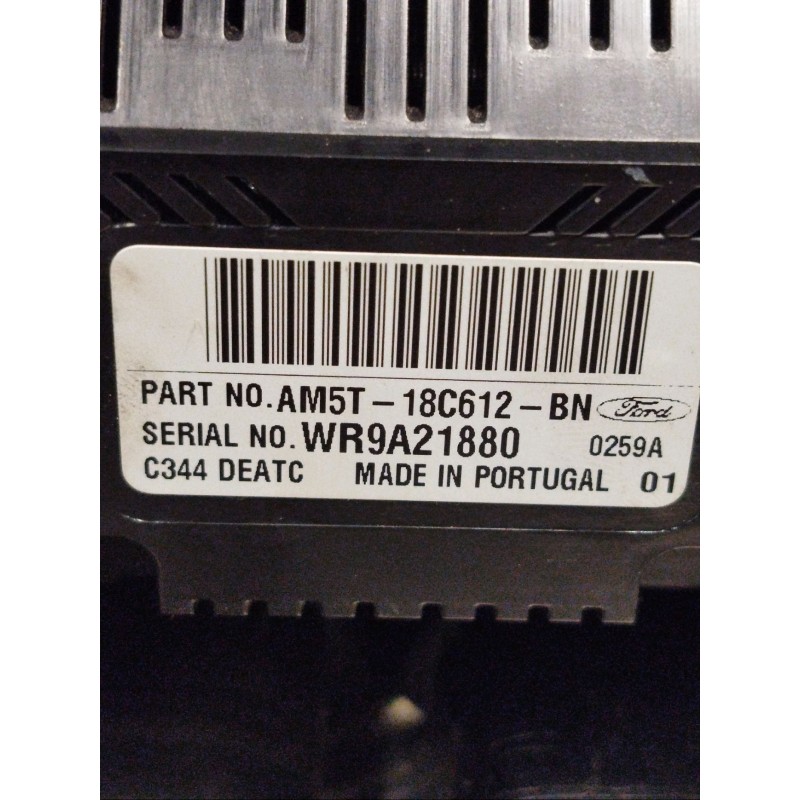 PART NO. AM5T-18C612-BN Ford
SERIAL NO. WR9A21880 0259A
C344 DEATC MADE IN PORTUGAL 01